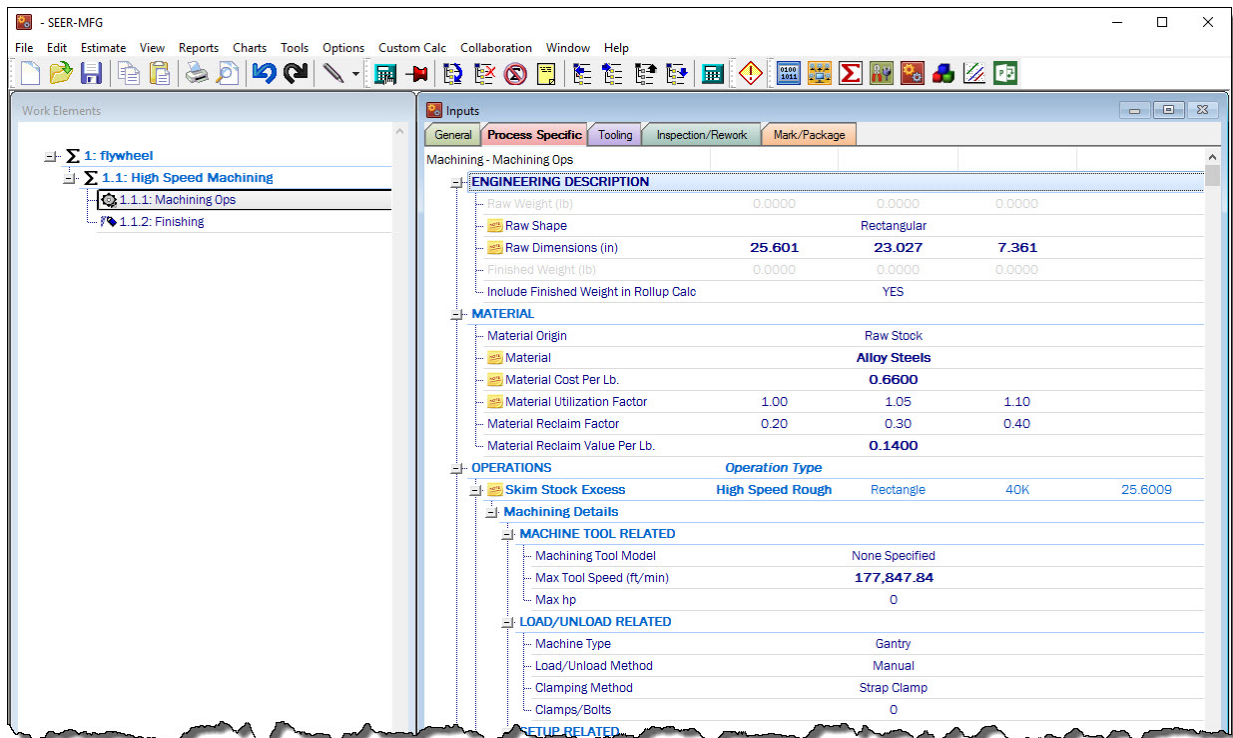 - SEER-MFG
File Edit Estimate View Reports Charts Tools Options Custom Calc Collaboration Window Help
Work Elements
1: flywheel
1.1: High Speed Machining
1.1.1: Machining Ops
1.1.2: Finishing
Inputs
General Process Specific Tooling Inspection/Rework Mark/Package
Machining - Machining Ops
ENGINEERING DESCRIPTION
Raw Weight (lb) 0.0000 0.0000 0.0000
Raw Shape Rectangular
Raw Dimensions (in) 25.601 23.027 7.361
Finished Weight (lb) 0.0000 0.0000 0.0000
Include Finished Weight in Rollup Calc YES
MATERIAL
Material Origin Raw Stock
Material Alloy Steels
Material Cost Per Lb. 0.6600
Material Utilization Factor 1.00 1.05 1.10
Material Reclaim Factor 0.20 0.30 0.40
Material Reclaim Value Per Lb. 0.1400
OPERATIONS Operation Type
Skim Stock Excess High Speed Rough Rectangle 40K 25.6009
Machining Details
MACHINE TOOL RELATED
Machining Tool Model None Specified
Max Tool Speed (ft/min) 177,847.84
Max hp 0
LOAD/UNLOAD RELATED
Machine Type Gantry
Load/Unload Method Manual
Clamping Method Strap Clamp
Clamps/Bolts 0
SETUP RELATED